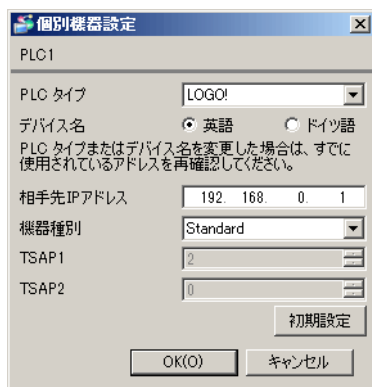 個別機器設定
PLC1
PLC タイプ LOGO!
デバイス名 英語 ドイツ語
PLC タイプまたはデバイス名を変更した場合は、すでに
使用されているアドレスを再確認してください。
相手先IPアドレス 192. 168. 0. 1
機器種別 Standard
TSAP1 2
TSAP2 0
初期設定
OK(O) キャンセル